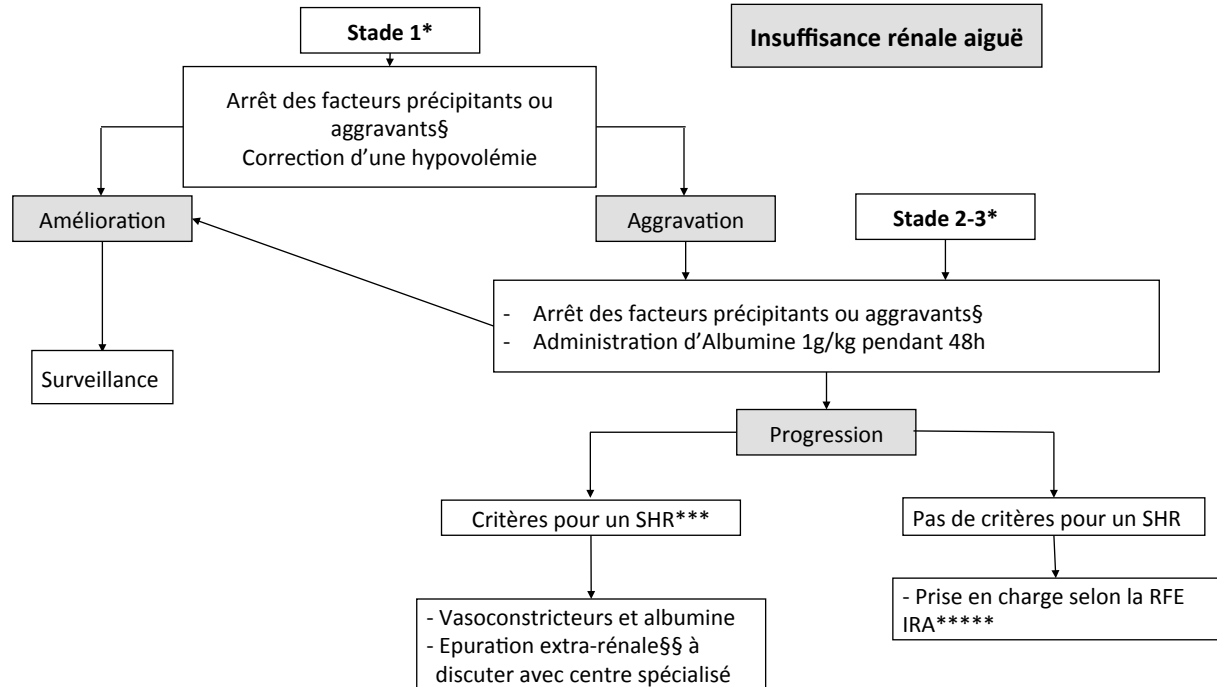 Stade 1*
Insuffisance rénale aiguë
Arrêt des facteurs précipitants ou
aggravants§
Correction d’une hypovolémie
Amélioration
Aggravation
Stade 2-3*
- Arrêt des facteurs précipitants ou aggravants§
- Administration d’Albumine 1g/kg pendant 48h
Surveillance
Progression
Critères pour un SHR***
Pas de critères pour un SHR
- Vasoconstricteurs et albumine
- Epuration extra-rénale§§ à
discuter avec centre spécialisé
- Prise en charge selon la RFE
IRA*****